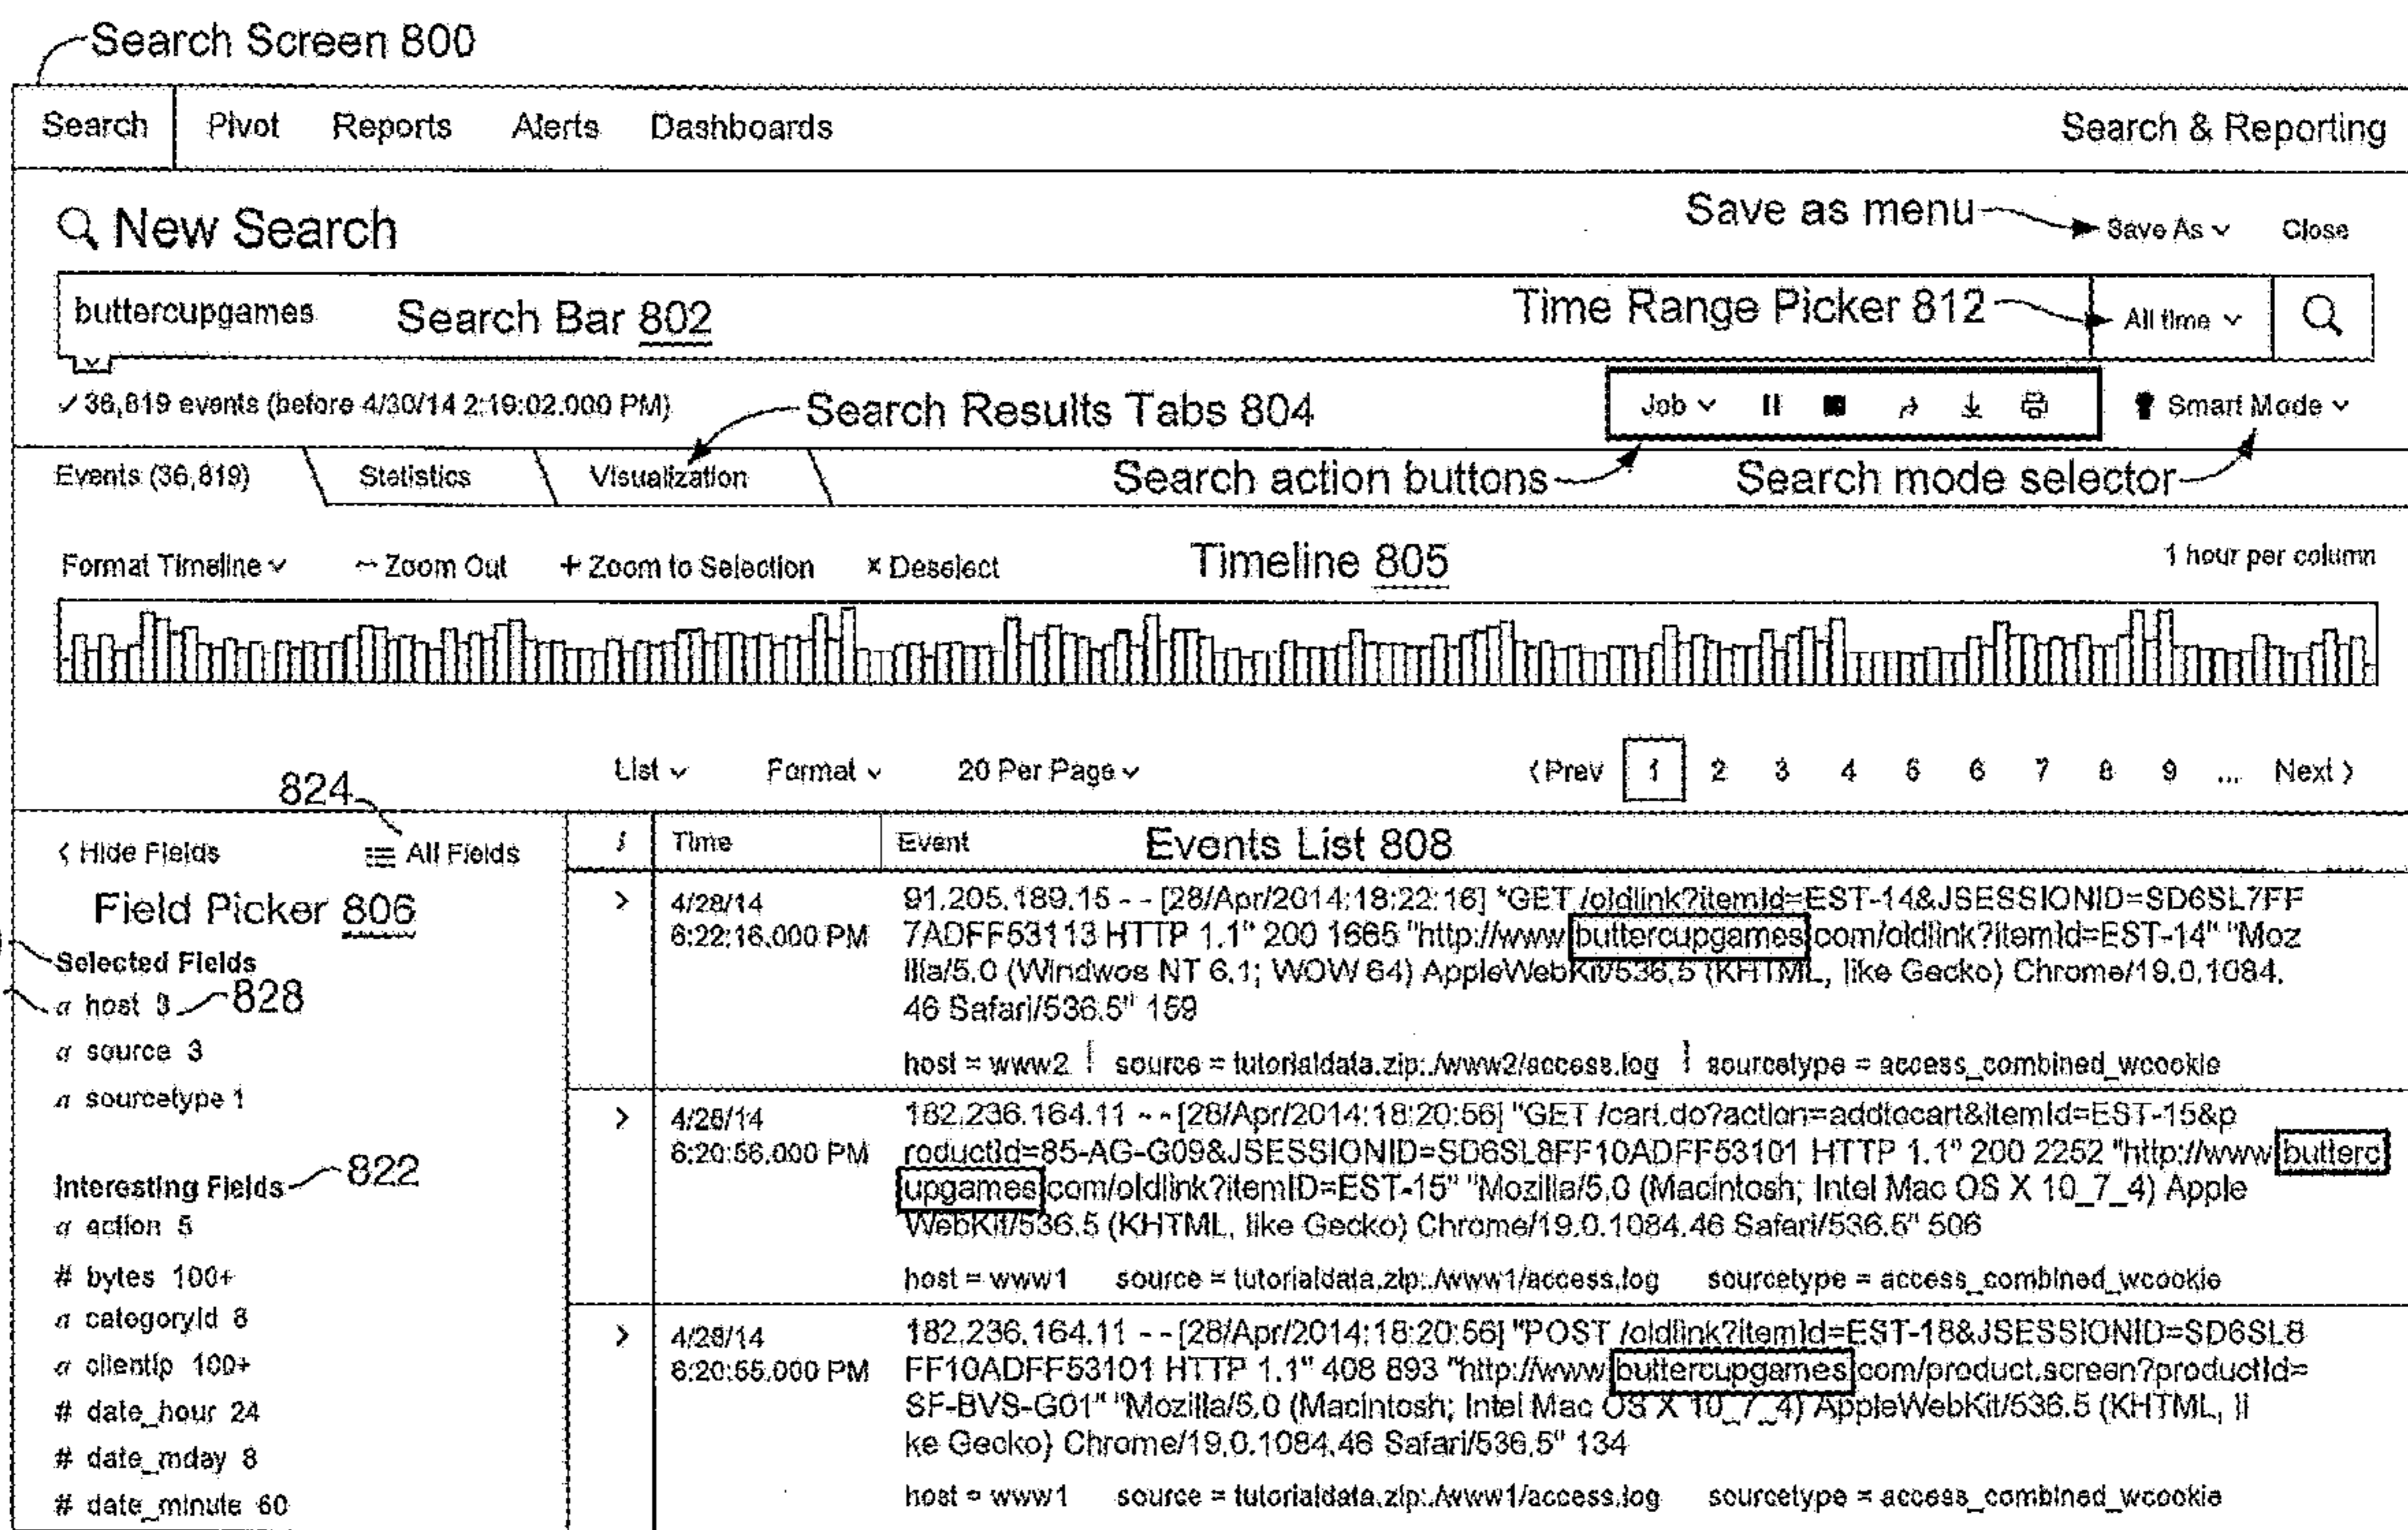 Search Screen 800
Search Pivot Reports Alerts Dashboards Search & Reporting
New Search Save as menu Save As Close
buttercupgames Search Bar 802 Time Range Picker 812 All time
36,819 events (before 4/30/14 2:19:02.000 PM) Search Results Tabs 804 Job Smart Mode
Events (36,819) Statistics Visualization Search action buttons Search mode selector
Format Timeline – Zoom Out + Zoom to Selection × Deselect Timeline 805 1 hour per column
List Format 20 Per Page < Prev 1 2 3 4 5 6 7 8 9 ... Next >
824
< Hide Fields All Fields i Time Event Events List 808
Field Picker 806
Selected Fields
a host 3 828
a source 3
a sourcetype 1
Interesting Fields 822
a action 5
# bytes 100+
a categoryId 8
a clientip 100+
# date_hour 24
# date_mday 8
# date_minute 60
> 4/28/14 6:22:16.000 PM
91.205.189.15 - - [28/Apr/2014:18:22:16] "GET /oldlink?itemId=EST-14&JSESSIONID=SD6SL7FF
7ADFF53113 HTTP 1.1" 200 1665 "http://www.buttercupgames.com/oldlink?itemId=EST-14" "Moz
illa/5.0 (Windwos NT 6.1; WOW 64) AppleWebKit/536.5 (KHTML, like Gecko) Chrome/19.0.1084.
46 Safari/536.5" 159
host = www2 source = tutorialdata.zip:./www2/access.log sourcetype = access_combined_wcookie
> 4/28/14 6:20:56.000 PM
182.236.164.11 - - [28/Apr/2014:18:20:56] "GET /cart.do?action=addtocart&itemId=EST-15&p
roductId=85-AG-G09&JSESSIONID=SD6SL8FF10ADFF53101 HTTP 1.1" 200 2252 "http://www.butterc
upgames.com/oldlink?itemID=EST-15" "Mozilla/5.0 (Macintosh; Intel Mac OS X 10_7_4) Apple
WebKit/536.5 (KHTML, like Gecko) Chrome/19.0.1084.46 Safari/536.5" 506
host = www1 source = tutorialdata.zip:./www1/access.log sourcetype = access_combined_wcookie
> 4/28/14 6:20:55.000 PM
182.236.164.11 - - [28/Apr/2014:18:20:56] "POST /oldlink?itemId=EST-18&JSESSIONID=SD6SL8
FF10ADFF53101 HTTP 1.1" 408 893 "http://www.buttercupgames.com/product.screen?productId=
SF-BVS-G01" "Mozilla/5.0 (Macintosh; Intel Mac OS X 10_7_4) AppleWebKit/536.5 (KHTML, li
ke Gecko) Chrome/19.0.1084.46 Safari/536.5" 134
host = www1 source = tutorialdata.zip:./www1/access.log sourcetype = access_combined_wcookie